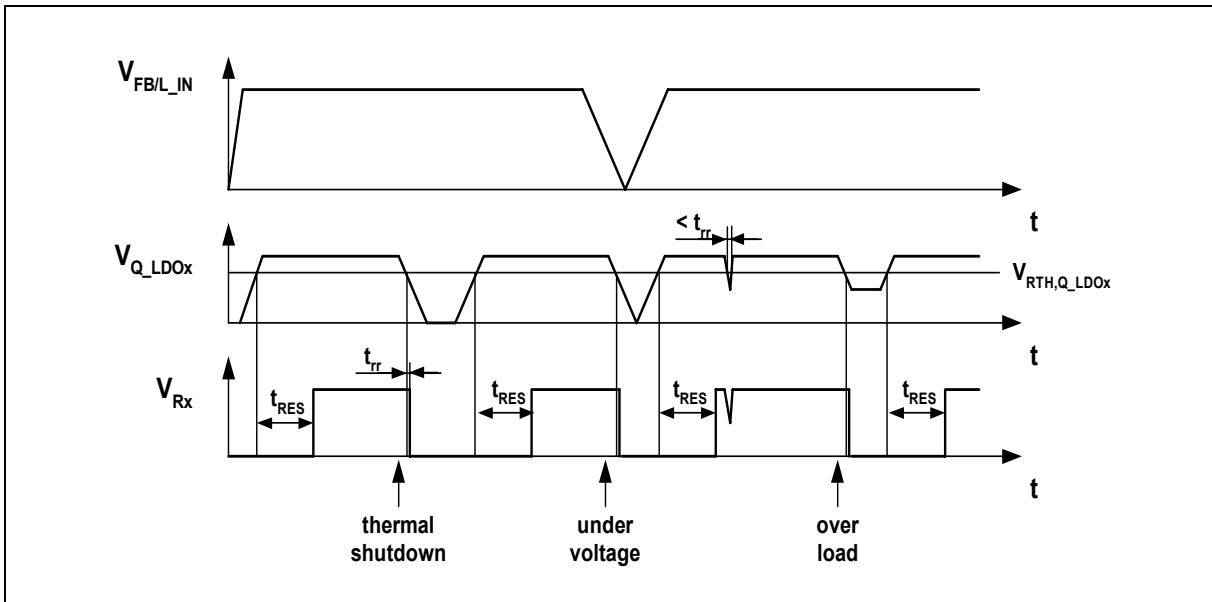 V_FB/L_IN
t
< t_rr
V_Q_LDOx
V_RTH,Q_LDOx
t
t_rr
V_Rx
t_RES
t_RES
t_RES
t_RES
t
thermal
shutdown
under
voltage
over
load